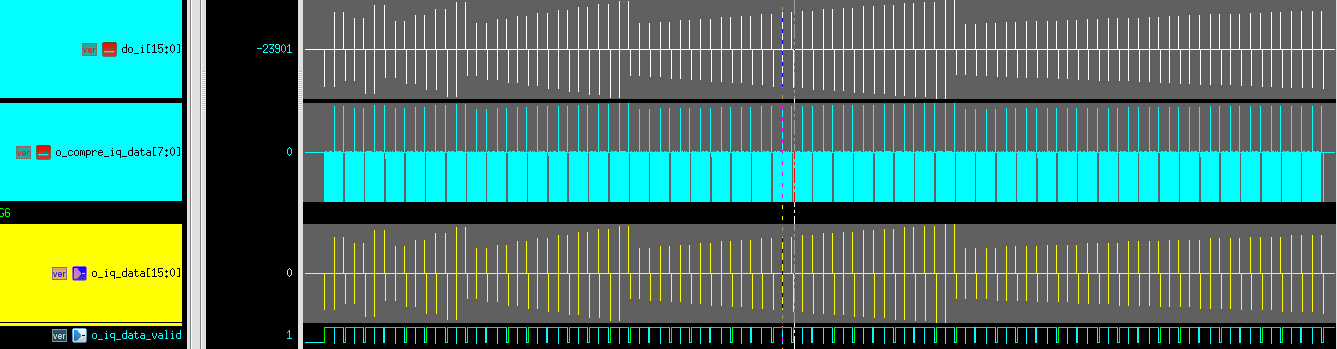 ver do_i[15:0] -23901
ver o_compre_iq_data[7:0] 0
G6
ver o_iq_data[15:0] 0
ver o_iq_data_valid 1